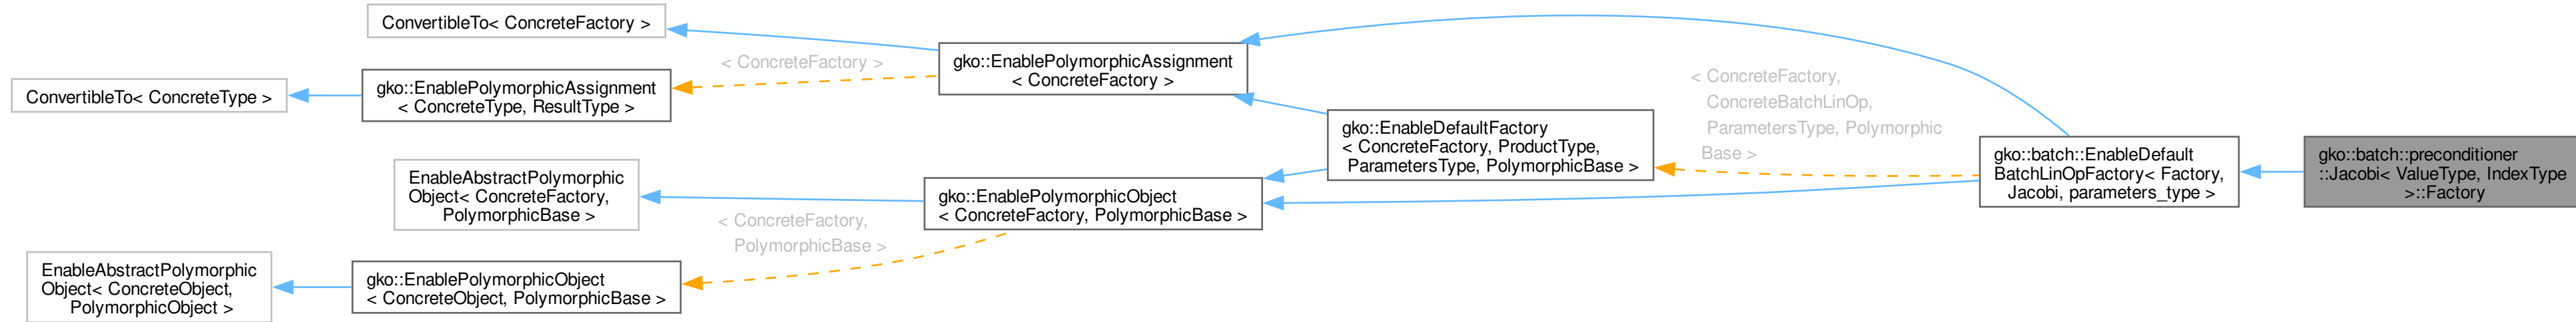 ConvertibleTo< ConcreteFactory >
ConvertibleTo< ConcreteType >
gko::EnablePolymorphicAssignment
< ConcreteType, ResultType >
< ConcreteFactory >
gko::EnablePolymorphicAssignment
< ConcreteFactory >
EnableAbstractPolymorphic
Object< ConcreteFactory,
PolymorphicBase >
EnableAbstractPolymorphic
Object< ConcreteObject,
PolymorphicObject >
gko::EnablePolymorphicObject
< ConcreteObject, PolymorphicBase >
< ConcreteFactory,
PolymorphicBase >
gko::EnablePolymorphicObject
< ConcreteFactory, PolymorphicBase >
gko::EnableDefaultFactory
< ConcreteFactory, ProductType,
ParametersType, PolymorphicBase >
< ConcreteFactory,
ConcreteBatchLinOp,
ParametersType, Polymorphic
Base >
gko::batch::EnableDefault
BatchLinOpFactory< Factory,
Jacobi, parameters_type >
gko::batch::preconditioner
::Jacobi< ValueType, IndexType
>::Factory